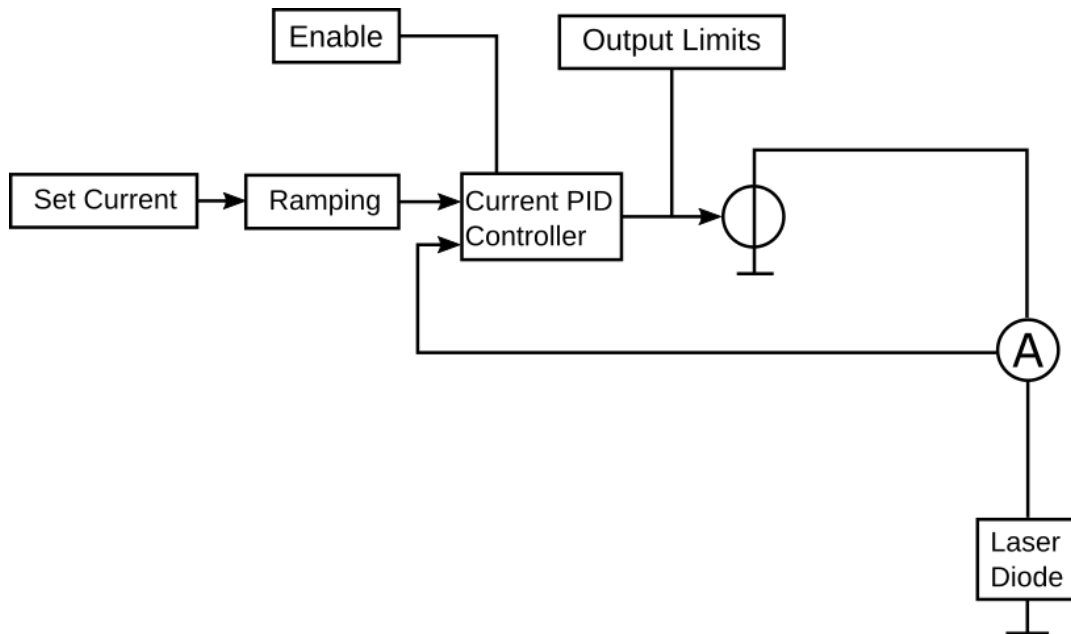 Enable
Output Limits
Set Current
Ramping
Current PID
Controller
A
Laser
Diode